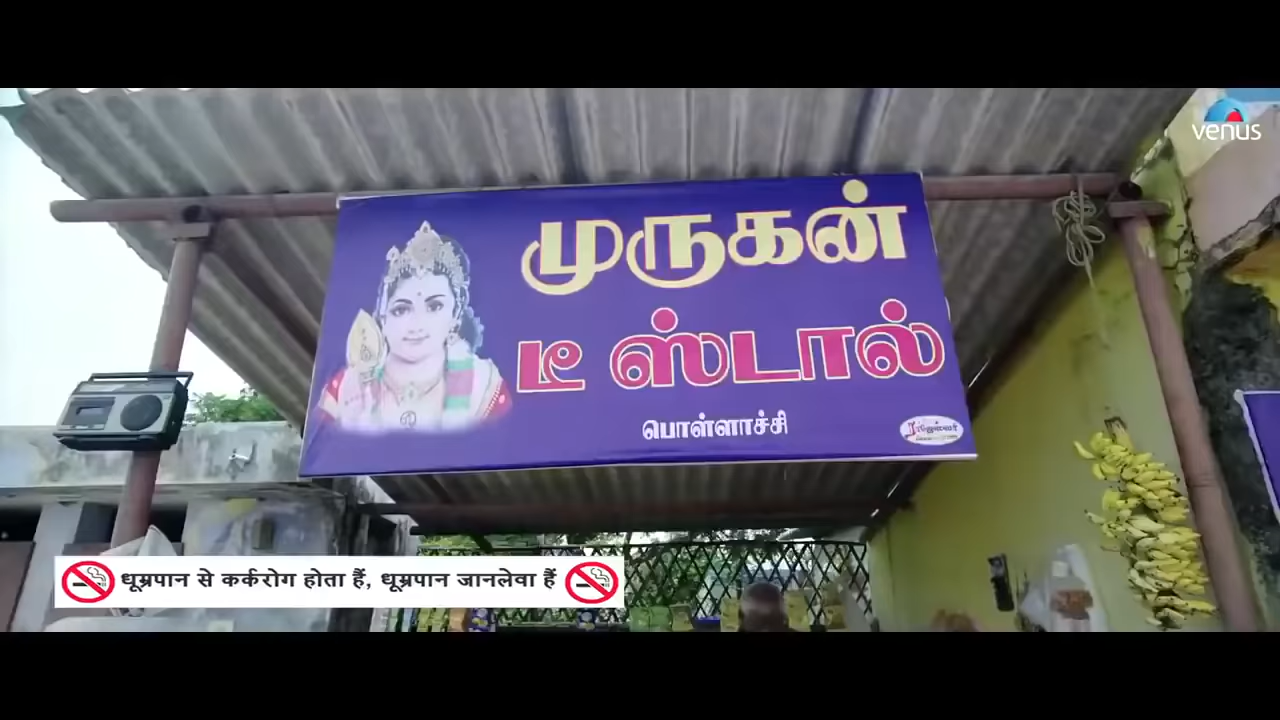 venus
முருகன்
டீ ஸ்டால்
பொள்ளாச்சி
धूम्रपान से कर्करोग होता हैं, धूम्रपान जानलेवा हैं